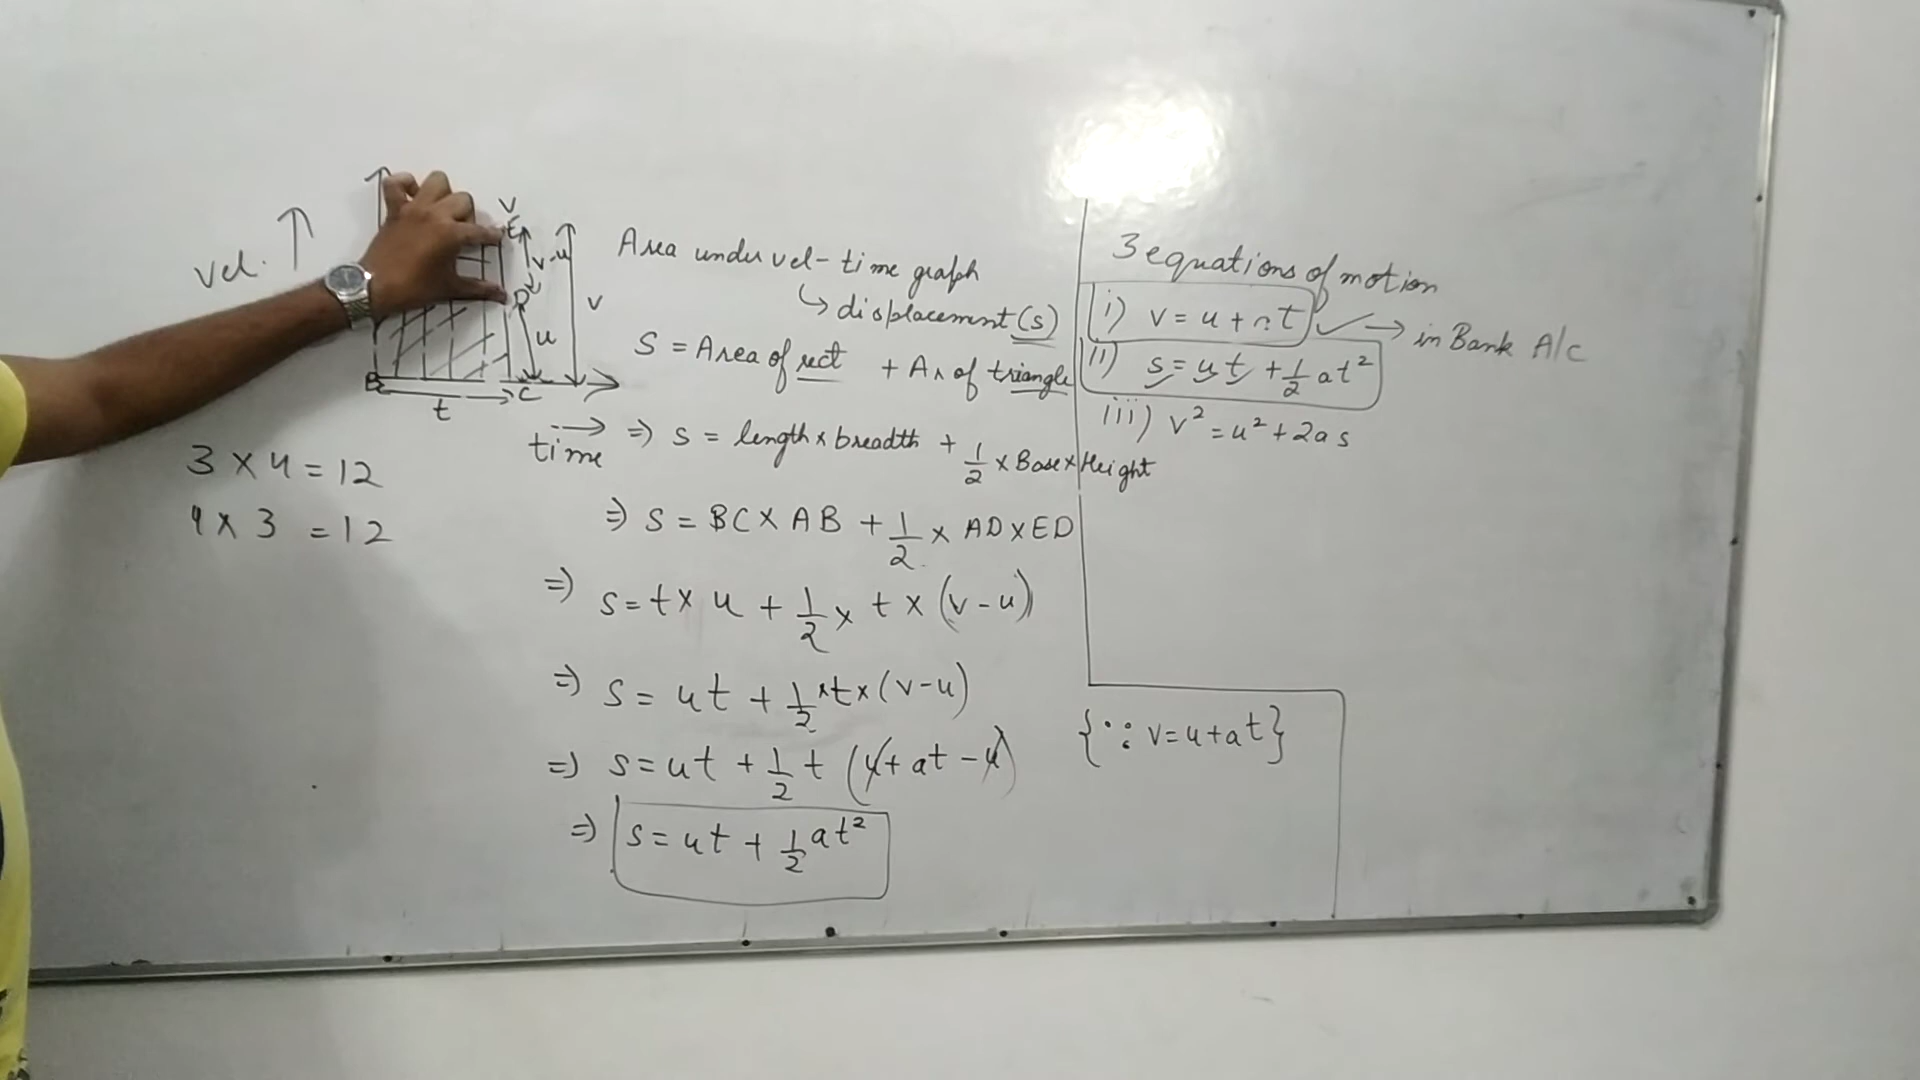 vel. ↑
V
E
v-u
v
D
u
B
C
t
time →
3 × 4 = 12
4 × 3 = 12
Area under vel-time graph
↳ displacement (s)
S = Area of rect + Ar of triangle
⇒ s = length × breadth + 1/2 × Base × Height
⇒ S = BC × AB + 1/2 × AD × ED
⇒ s = t × u + 1/2 × t × (v - u)
⇒ s = ut + 1/2 × t × (v-u)
⇒ s = ut + 1/2 t (u + at - u)
{∵ v = u + at}
⇒ s = ut + 1/2 at²
3 equations of motion
i) v = u + at ✓ → in Bank A/c
ii) s = ut + 1/2 at²
iii) v² = u² + 2as